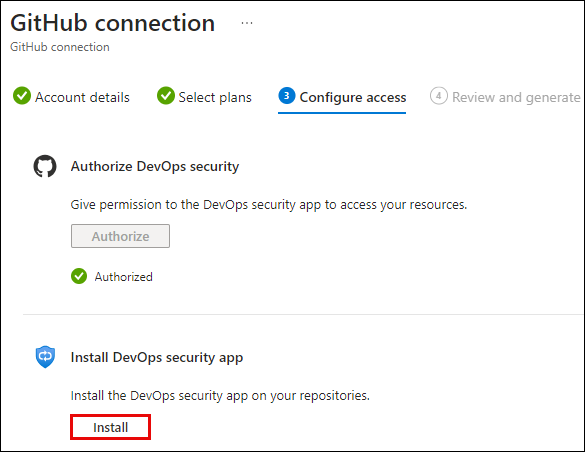 GitHub connection ...
GitHub connection
Account details Select plans 3 Configure access 4 Review and generate
Authorize DevOps security
Give permission to the DevOps security app to access your resources.
Authorize
Authorized
Install DevOps security app
Install the DevOps security app on your repositories.
Install